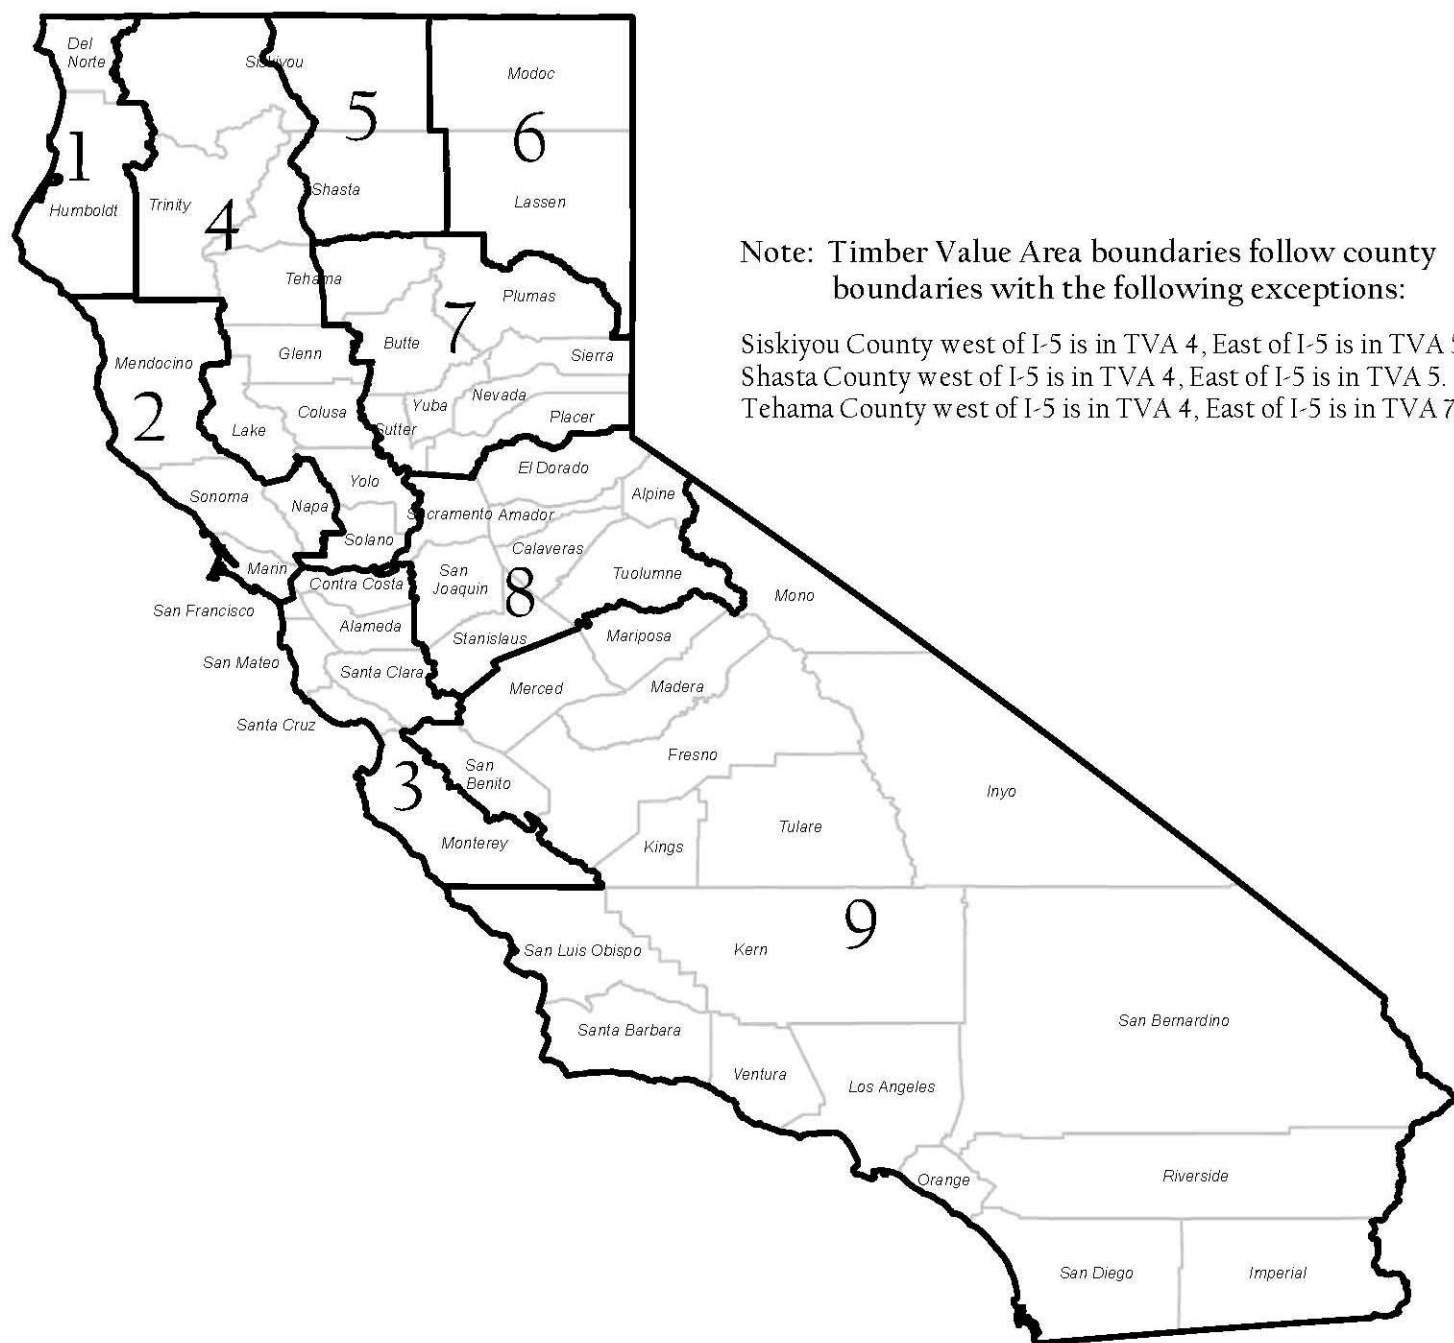 Del
Norte
Siskiyou
Modoc
5
6
1
Shasta
Humboldt
Trinity
4
Lassen
Note: Timber Value Area boundaries follow county
boundaries with the following exceptions:
Siskiyou County west of I-5 is in TVA 4, East of I-5 is in TVA 5
Shasta County west of I-5 is in TVA 4, East of I-5 is in TVA 5.
Tehama County west of I-5 is in TVA 4, East of I-5 is in TVA 7
Tehama
Plumas
7
Mendocino
Glenn
Butte
Sierra
2
Colusa
Yuba
Nevada
Placer
Lake
Sutter
El Dorado
Sonoma
Napa
Yolo
Alpine
Sacramento
Amador
Solano
Calaveras
Marin
Contra Costa
San
Joaquin
8
Tuolumne
Mono
San Francisco
Alameda
Stanislaus
Mariposa
San Mateo
Santa Clara
Merced
Madera
Santa Cruz
Fresno
3
San
Benito
Inyo
Monterey
Kings
Tulare
9
San Luis Obispo
Kern
Santa Barbara
San Bernardino
Ventura
Los Angeles
Orange
Riverside
San Diego
Imperial